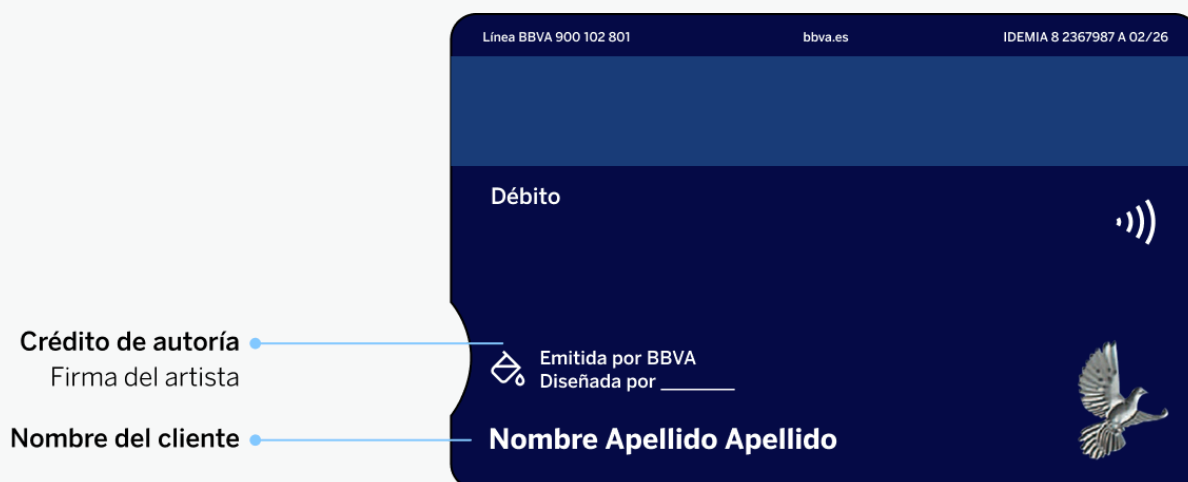 Línea BBVA 900 102 801 bbva.es IDEMIA 8 2367987 A 02/26
Débito
Crédito de autoría
Firma del artista
Emitida por BBVA
Diseñada por ________
Nombre del cliente
Nombre Apellido Apellido